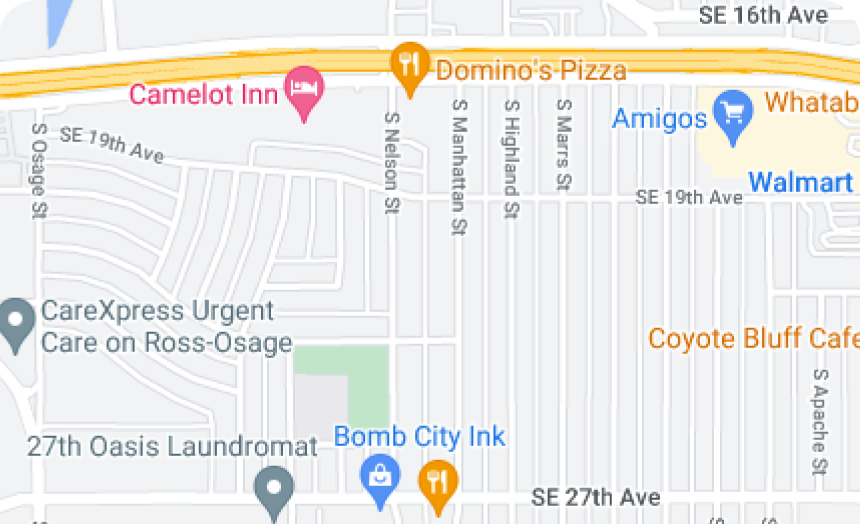 SE 16th Ave
Domino's Pizza
Camelot Inn
Whatab
Amigos
Walmart
SE 19th Ave
S Osage St
S Nelson St
S Manhattan St
S Highland St
S Marrs St
SE 19th Ave
CareXpress Urgent
Care on Ross-Osage
Coyote Bluff Cafe
S Apache St
Bomb City Ink
27th Oasis Laundromat
SE 27th Ave